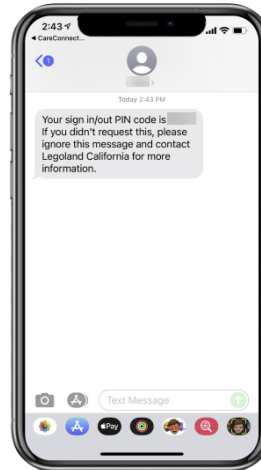 2:43
◀ CareConnect...
1
Today 2:43 PM
Your sign in/out PIN code is
If you didn't request this, please
ignore this message and contact
Legoland California for more
information.
Text Message
Pay